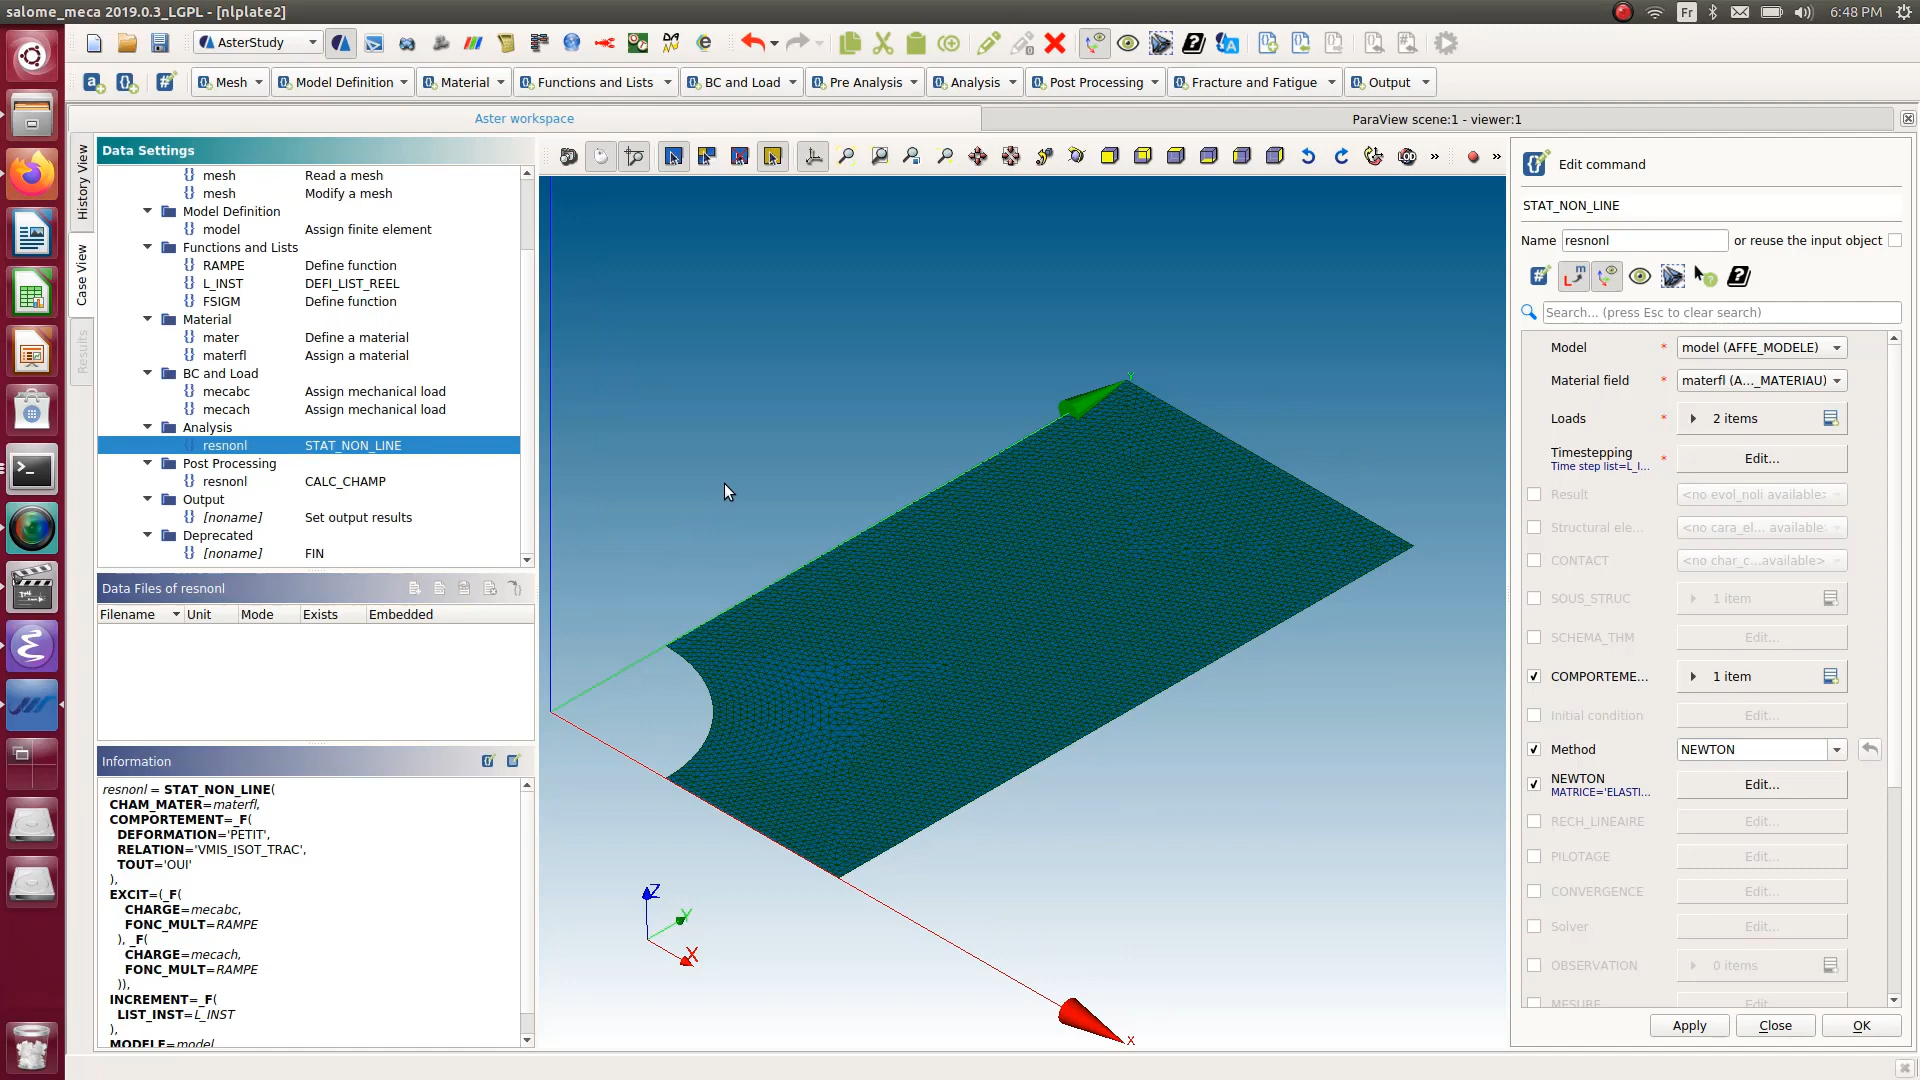 salome_meca 2019.0.3_LGPL - [nlplate2]
Fr
6:48 PM
AsterStudy
Mesh
Model Definition
Material
Functions and Lists
BC and Load
Pre Analysis
Analysis
Post Processing
Fracture and Fatigue
Output
Aster workspace
ParaView scene:1 - viewer:1
History View
Case View
Results
Data Settings
mesh Read a mesh
mesh Modify a mesh
Model Definition
model Assign finite element
Functions and Lists
RAMPE Define function
L_INST DEFI_LIST_REEL
FSIGM Define function
Material
mater Define a material
materfl Assign a material
BC and Load
mecabc Assign mechanical load
mecach Assign mechanical load
Analysis
resnonl STAT_NON_LINE
Post Processing
resnonl CALC_CHAMP
Output
[noname] Set output results
Deprecated
[noname] FIN
Data Files of resnonl
Filename Unit Mode Exists Embedded
Information
resnonl = STAT_NON_LINE(
CHAM_MATER=materfl,
COMPORTEMENT=_F(
DEFORMATION='PETIT',
RELATION='VMIS_ISOT_TRAC',
TOUT='OUI'
),
EXCIT=(_F(
CHARGE=mecabc,
FONC_MULT=RAMPE
), _F(
CHARGE=mecach,
FONC_MULT=RAMPE
)),
INCREMENT=_F(
LIST_INST=L_INST
),
MODELE=model
Y
X
Z
Y
X
Edit command
STAT_NON_LINE
Name resnonl or reuse the input object
Search... (press Esc to clear search)
Model * model (AFFE_MODELE)
Material field * materfl (A..._MATERIAU)
Loads * 2 items
Timestepping * Edit...
Time step list=L_I...
Result <no evol_noli available>
Structural ele... <no cara_el... available>
CONTACT <no char_c...available>
SOUS_STRUC 1 item
SCHEMA_THM Edit...
COMPORTEME... 1 item
Initial condition Edit...
Method NEWTON
NEWTON Edit...
MATRICE='ELASTI...
RECH_LINEAIRE Edit...
PILOTAGE Edit...
CONVERGENCE Edit...
Solver Edit...
OBSERVATION 0 items
MESURE Edit...
Apply Close OK